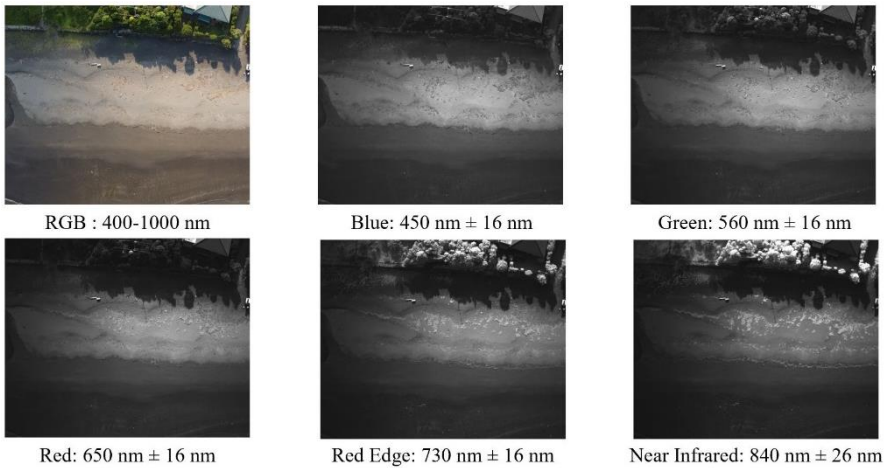 RGB : 400-1000 nm
Blue: 450 nm ± 16 nm
Green: 560 nm ± 16 nm
Red: 650 nm ± 16 nm
Red Edge: 730 nm ± 16 nm
Near Infrared: 840 nm ± 26 nm